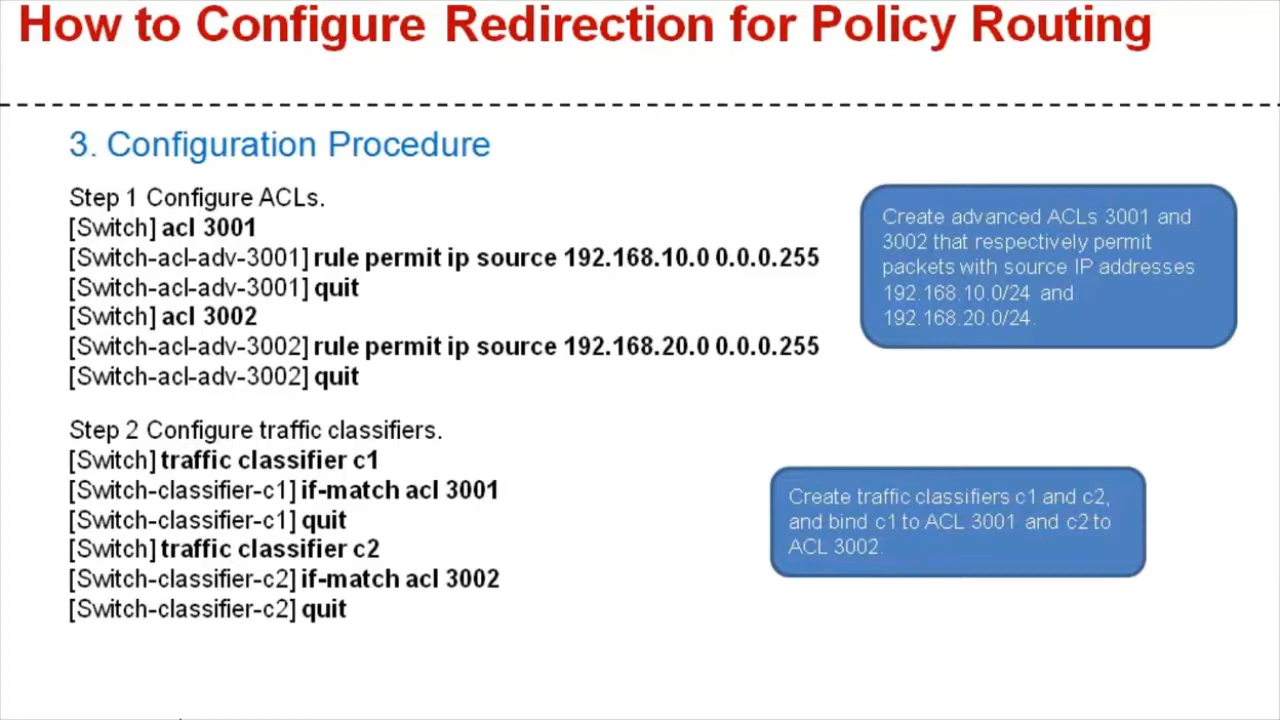 How to Configure Redirection for Policy Routing
3. Configuration Procedure
Step 1 Configure ACLs.
[Switch] acl 3001
[Switch-acl-adv-3001] rule permit ip source 192.168.10.0 0.0.0.255
[Switch-acl-adv-3001] quit
[Switch] acl 3002
[Switch-acl-adv-3002] rule permit ip source 192.168.20.0 0.0.0.255
[Switch-acl-adv-3002] quit
Create advanced ACLs 3001 and
3002 that respectively permit
packets with source IP addresses
192.168.10.0/24 and
192.168.20.0/24.
Step 2 Configure traffic classifiers.
[Switch] traffic classifier c1
[Switch-classifier-c1] if-match acl 3001
[Switch-classifier-c1] quit
[Switch] traffic classifier c2
[Switch-classifier-c2] if-match acl 3002
[Switch-classifier-c2] quit
Create traffic classifiers c1 and c2,
and bind c1 to ACL 3001 and c2 to
ACL 3002.